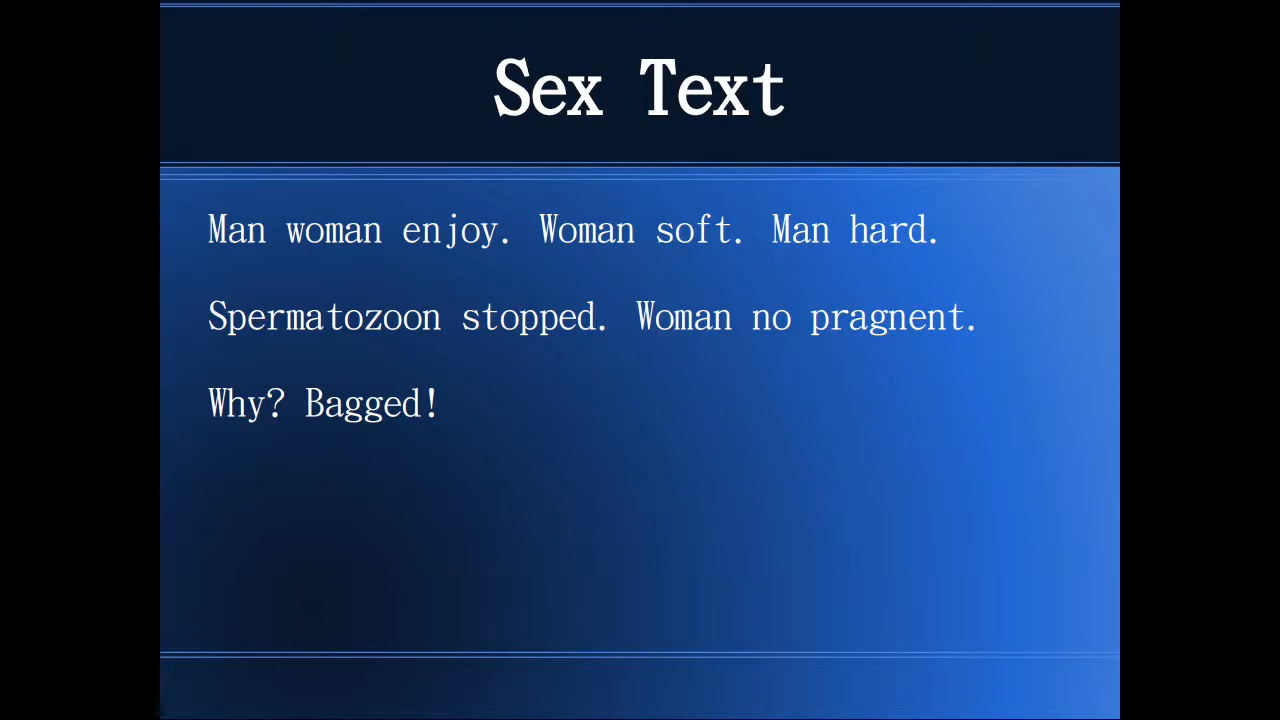 Sex Text
Man woman enjoy. Woman soft. Man hard.
Spermatozoon stopped. Woman no pragnent.
Why? Bagged!